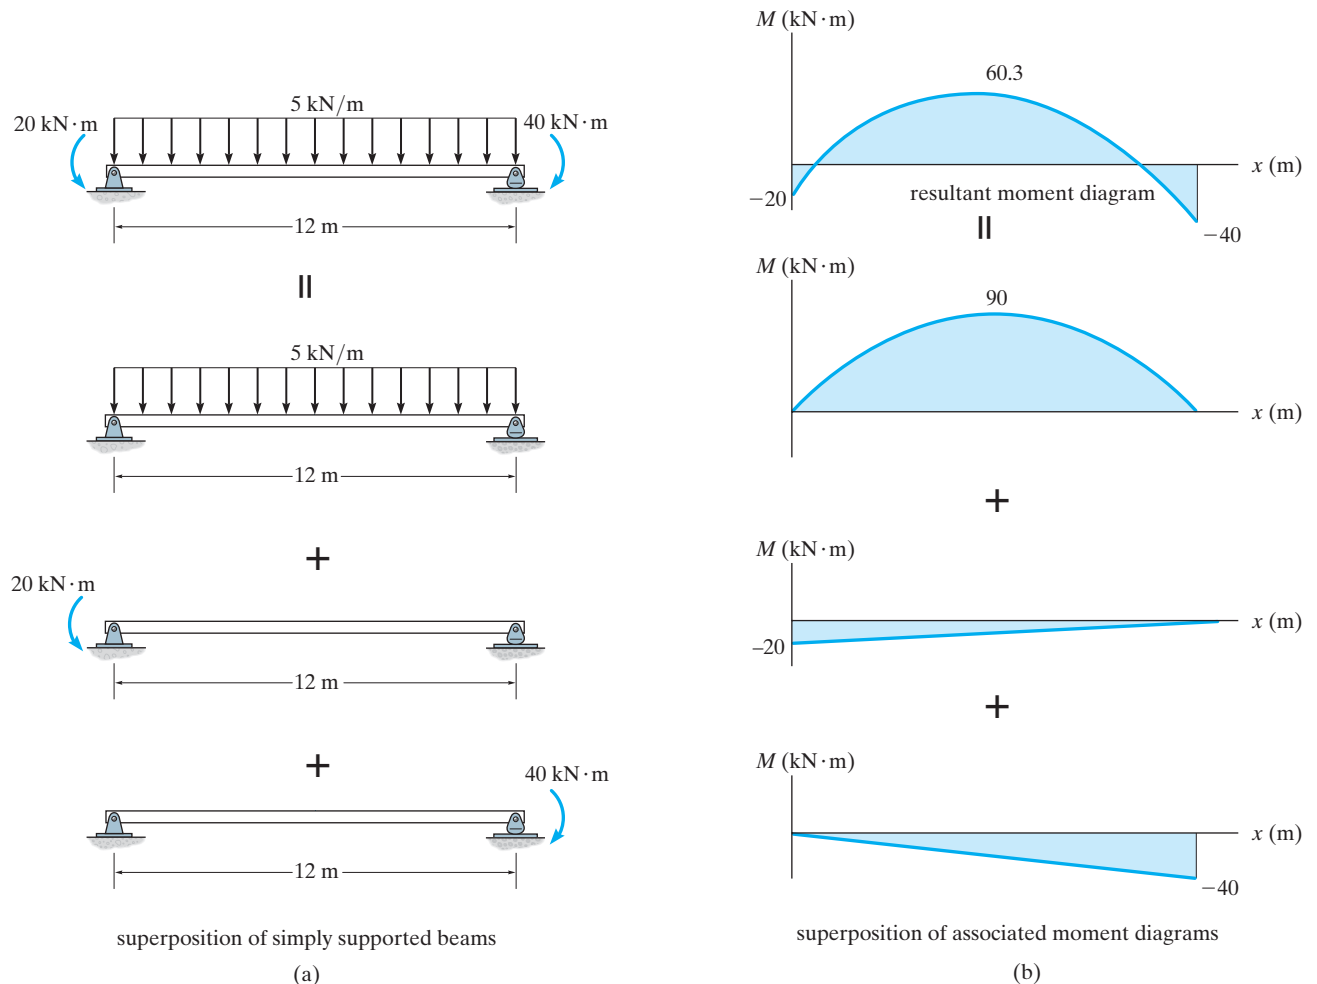 5 kN/m
20 kN·m
40 kN·m
12 m
=
5 kN/m
12 m
+
20 kN·m
12 m
+
40 kN·m
12 m
superposition of simply supported beams
(a)
M (kN·m)
60.3
x (m)
−20
resultant moment diagram
−40
=
M (kN·m)
90
x (m)
+
M (kN·m)
x (m)
–20
+
M (kN·m)
x (m)
−40
superposition of associated moment diagrams
(b)